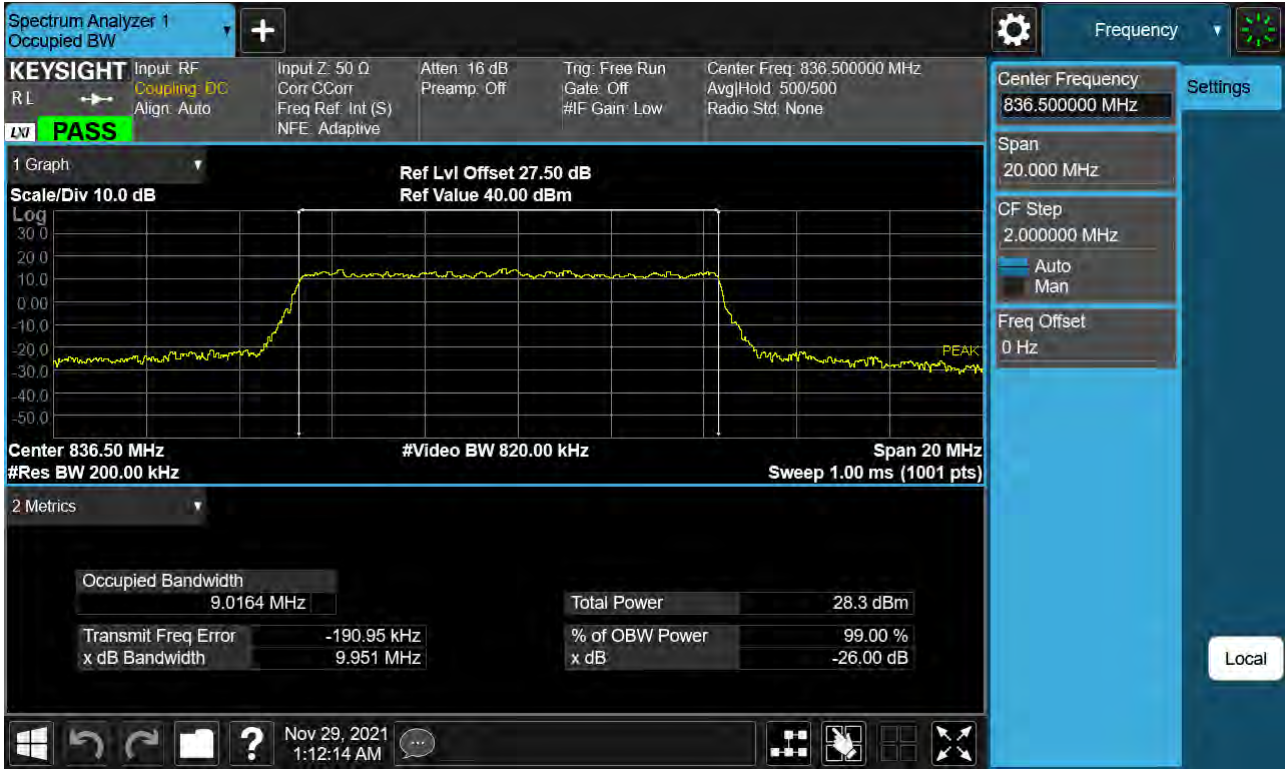 Spectrum Analyzer 1
Occupied BW
+
Frequency
KEYSIGHT
R L
LXI
PASS
Input: RF
Coupling: DC
Align: Auto
Input Z: 50 Ω
Corr CCorr
Freq Ref: Int (S)
NFE: Adaptive
Atten: 16 dB
Preamp: Off
Trig: Free Run
Gate: Off
#IF Gain: Low
Center Freq: 836.500000 MHz
Avg|Hold: 500/500
Radio Std: None
Center Frequency
836.500000 MHz
Settings
Span
20.000 MHz
CF Step
2.000000 MHz
Auto
Man
Freq Offset
0 Hz
Local
1 Graph
Scale/Div 10.0 dB
Ref Lvl Offset 27.50 dB
Ref Value 40.00 dBm
Log
30.0
20.0
10.0
0.00
-10.0
-20.0
-30.0
-40.0
-50.0
PEAK
Center 836.50 MHz
#Video BW 820.00 kHz
Span 20 MHz
#Res BW 200.00 kHz
Sweep 1.00 ms (1001 pts)
2 Metrics
Occupied Bandwidth
9.0164 MHz
Total Power 28.3 dBm
Transmit Freq Error -190.95 kHz
% of OBW Power 99.00 %
x dB Bandwidth 9.951 MHz
x dB -26.00 dB
?
Nov 29, 2021
1:12:14 AM